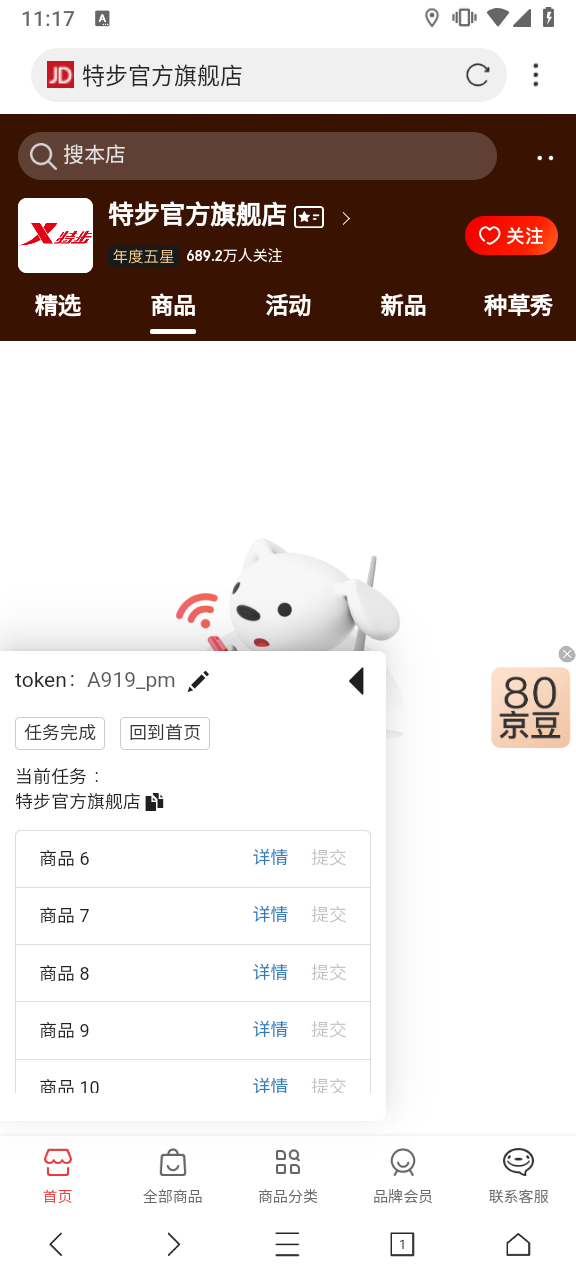 11:17
A
JD 特步官方旗舰店
搜本店
特步官方旗舰店
X 特步
年度五星 689.2万人关注
关注
精选 商品 活动 新品 种草秀
token： A919_pm
80
京豆
任务完成 回到首页
当前任务：
特步官方旗舰店
商品 6 详情 提交
商品 7 详情 提交
商品 8 详情 提交
商品 9 详情 提交
商品 10 详情 提交
首页 全部商品 商品分类 品牌会员 联系客服
1